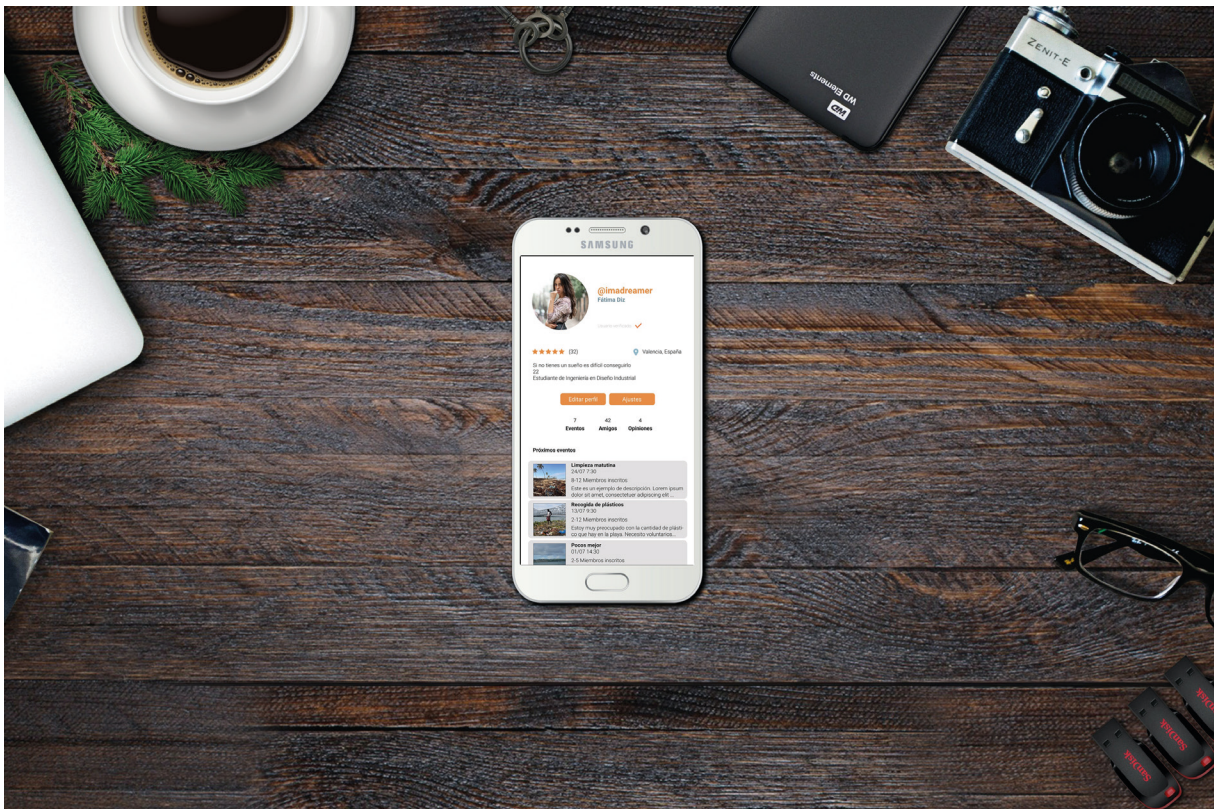 ZENIT-E
WD Elements
WD
SAMSUNG
@imadreamer
Fátima Díz
(32)
Valencia, España
Si no tienes un sueño es difícil conseguirlo
22
Estudiante de Ingeniería en Diseño Industrial
Editar perfil
Ajustes
7 42 4
Eventos Amigos Opiniones
Próximos eventos
Limpieza matutina
24/07 7:30
8-12 Miembros inscritos
Este es un ejemplo de descripción. Lorem ipsum
dolor sit amet, consectetuer adipiscing elit ...
Recogida de plásticos
13/07 9:30
2-12 Miembros inscritos
Estoy muy preocupado con la cantidad de plásti-
co que hay en la playa. Necesito voluntarios...
Pocos mejor
01/07 14:30
2-5 Miembros inscritos
SanDisk
SanDisk
SanDisk